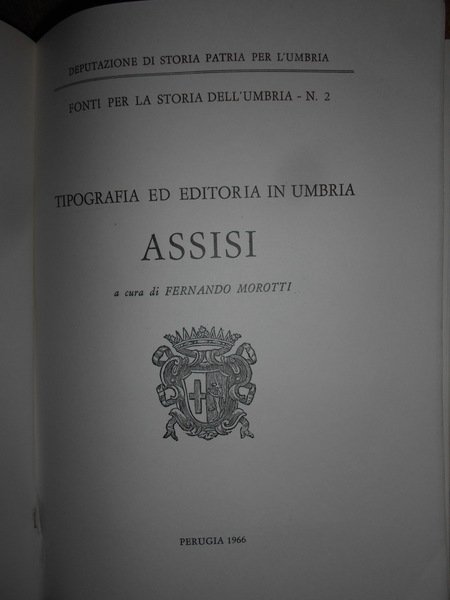 DEPUTAZIONE DI STORIA PATRIA PER L'UMBRIA
FONTI PER LA STORIA DELL'UMBRIA - N. 2
TIPOGRAFIA ED EDITORIA IN UMBRIA
ASSISI
a cura di FERNANDO MOROTTI
PERUGIA 1966